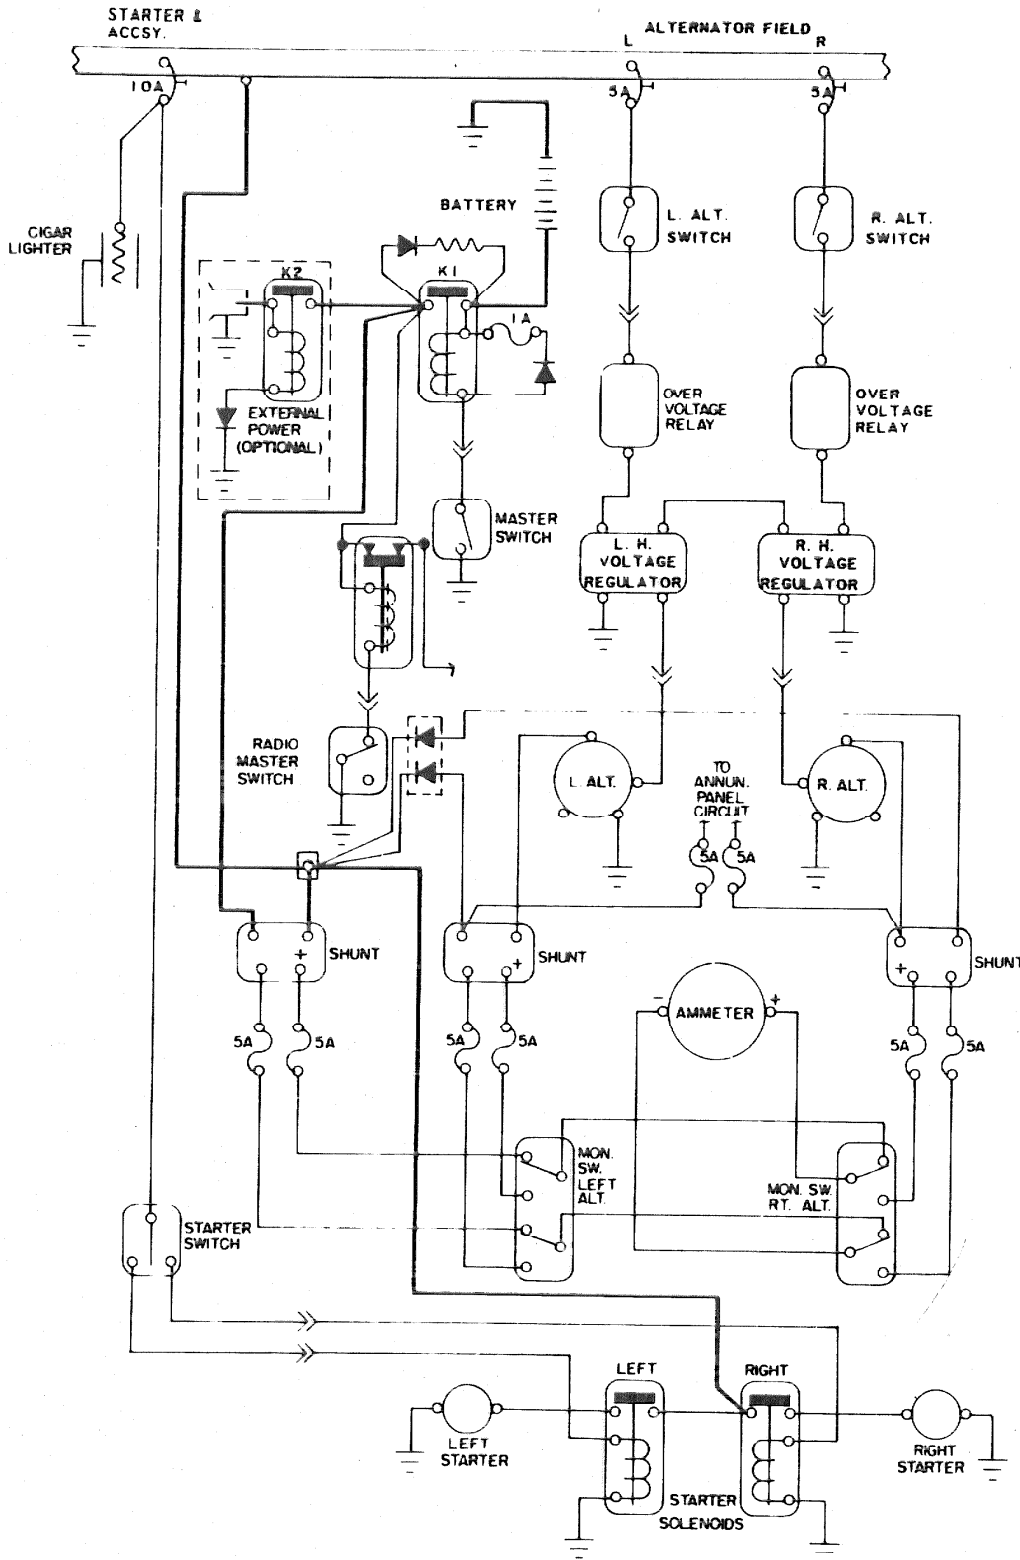 STARTER &
ACCSY.
ALTERNATOR FIELD
L
R
10A
5A
5A
BATTERY
L. ALT.
SWITCH
R. ALT.
SWITCH
CIGAR
LIGHTER
K2
K1
1A
EXTERNAL
POWER
(OPTIONAL)
OVER
VOLTAGE
RELAY
OVER
VOLTAGE
RELAY
MASTER
SWITCH
L. H.
VOLTAGE
REGULATOR
R. H.
VOLTAGE
REGULATOR
RADIO
MASTER
SWITCH
L. ALT.
TO
ANNUN.
PANEL
CIRCUIT
R. ALT.
5A
5A
+
SHUNT
+
SHUNT
+
SHUNT
-
AMMETER
+
5A
5A
5A
5A
5A
5A
MON.
SW.
LEFT
ALT.
MON. SW.
RT. ALT.
STARTER
SWITCH
LEFT
RIGHT
LEFT
STARTER
RIGHT
STARTER
STARTER
SOLENOIDS